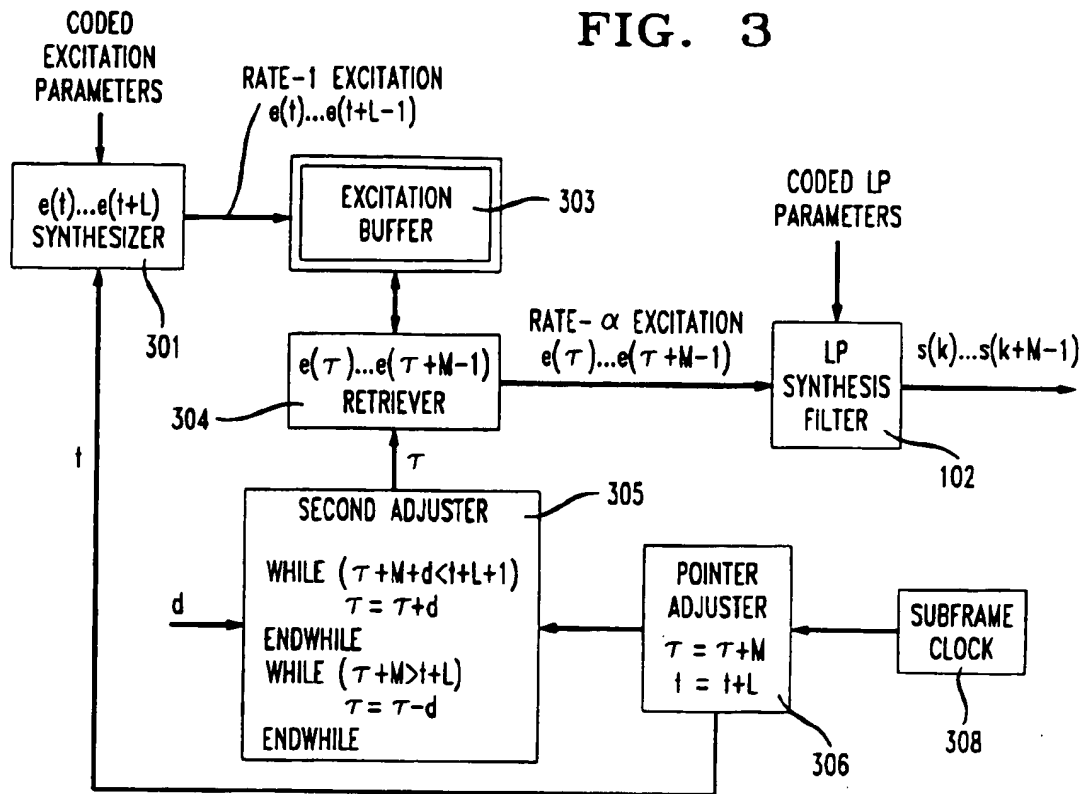 FIG. 3
CODED
EXCITATION
PARAMETERS
RATE-1 EXCITATION
e(t)...e(t+L-1)
e(t)...e(t+L)
SYNTHESIZER
301
EXCITATION
BUFFER
303
CODED LP
PARAMETERS
e(τ)...e(τ+M-1)
RETRIEVER
304
RATE-α EXCITATION
e(τ)...e(τ+M-1)
LP
SYNTHESIS
FILTER
102
s(k)...s(k+M-1)
t
τ
SECOND ADJUSTER
305
WHILE (τ+M+d<t+L+1)
τ = τ+d
ENDWHILE
WHILE (τ+M>t+L)
τ = τ-d
ENDWHILE
d
POINTER
ADJUSTER
τ = τ+M
t = t+L
306
SUBFRAME
CLOCK
308